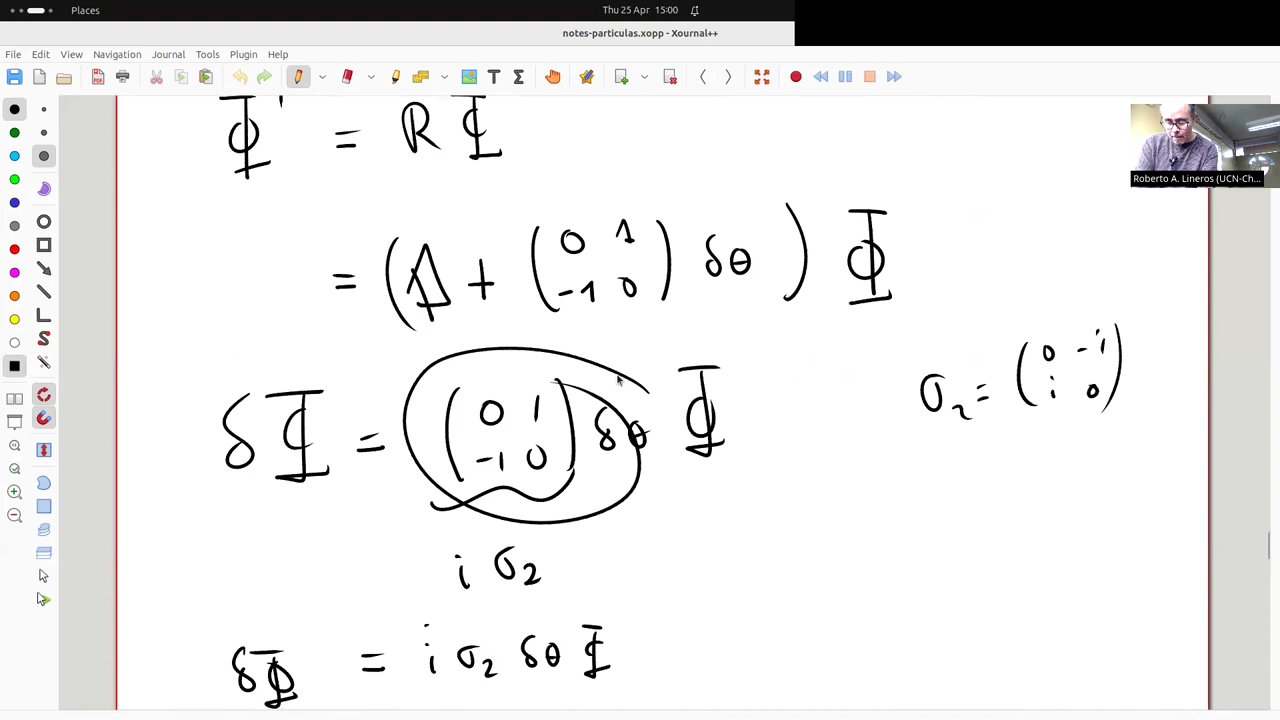 Places
Thu 25 Apr 15:00
notes-particulas.xopp - Xournal++
File Edit View Navigation Journal Tools Plugin Help
Φ' = R Φ
= (𝟙 + (0 1 -1 0) δθ) Φ
δΦ = (0 1 -1 0) δθ Φ
σ₂ = (0 -i i 0)
i σ₂
δΦ = i σ₂ δθ Φ
Roberto A. Lineros (UCN-Ch...